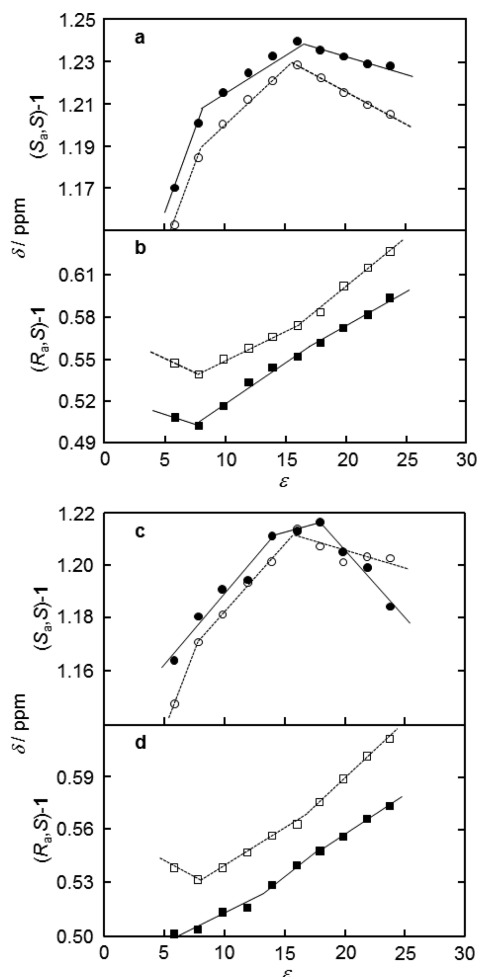 a
1.25
1.23
1.21
1.19
1.17
(Sa,S)-1
δ/ ppm
b
0.61
0.58
0.55
0.52
0.49
(Ra,S)-1
0 5 10 15 20 25 30
ε
c
1.22
1.20
1.18
1.16
(Sa,S)-1
δ/ ppm
d
0.59
0.56
0.53
0.50
(Ra,S)-1
0 5 10 15 20 25 30
ε